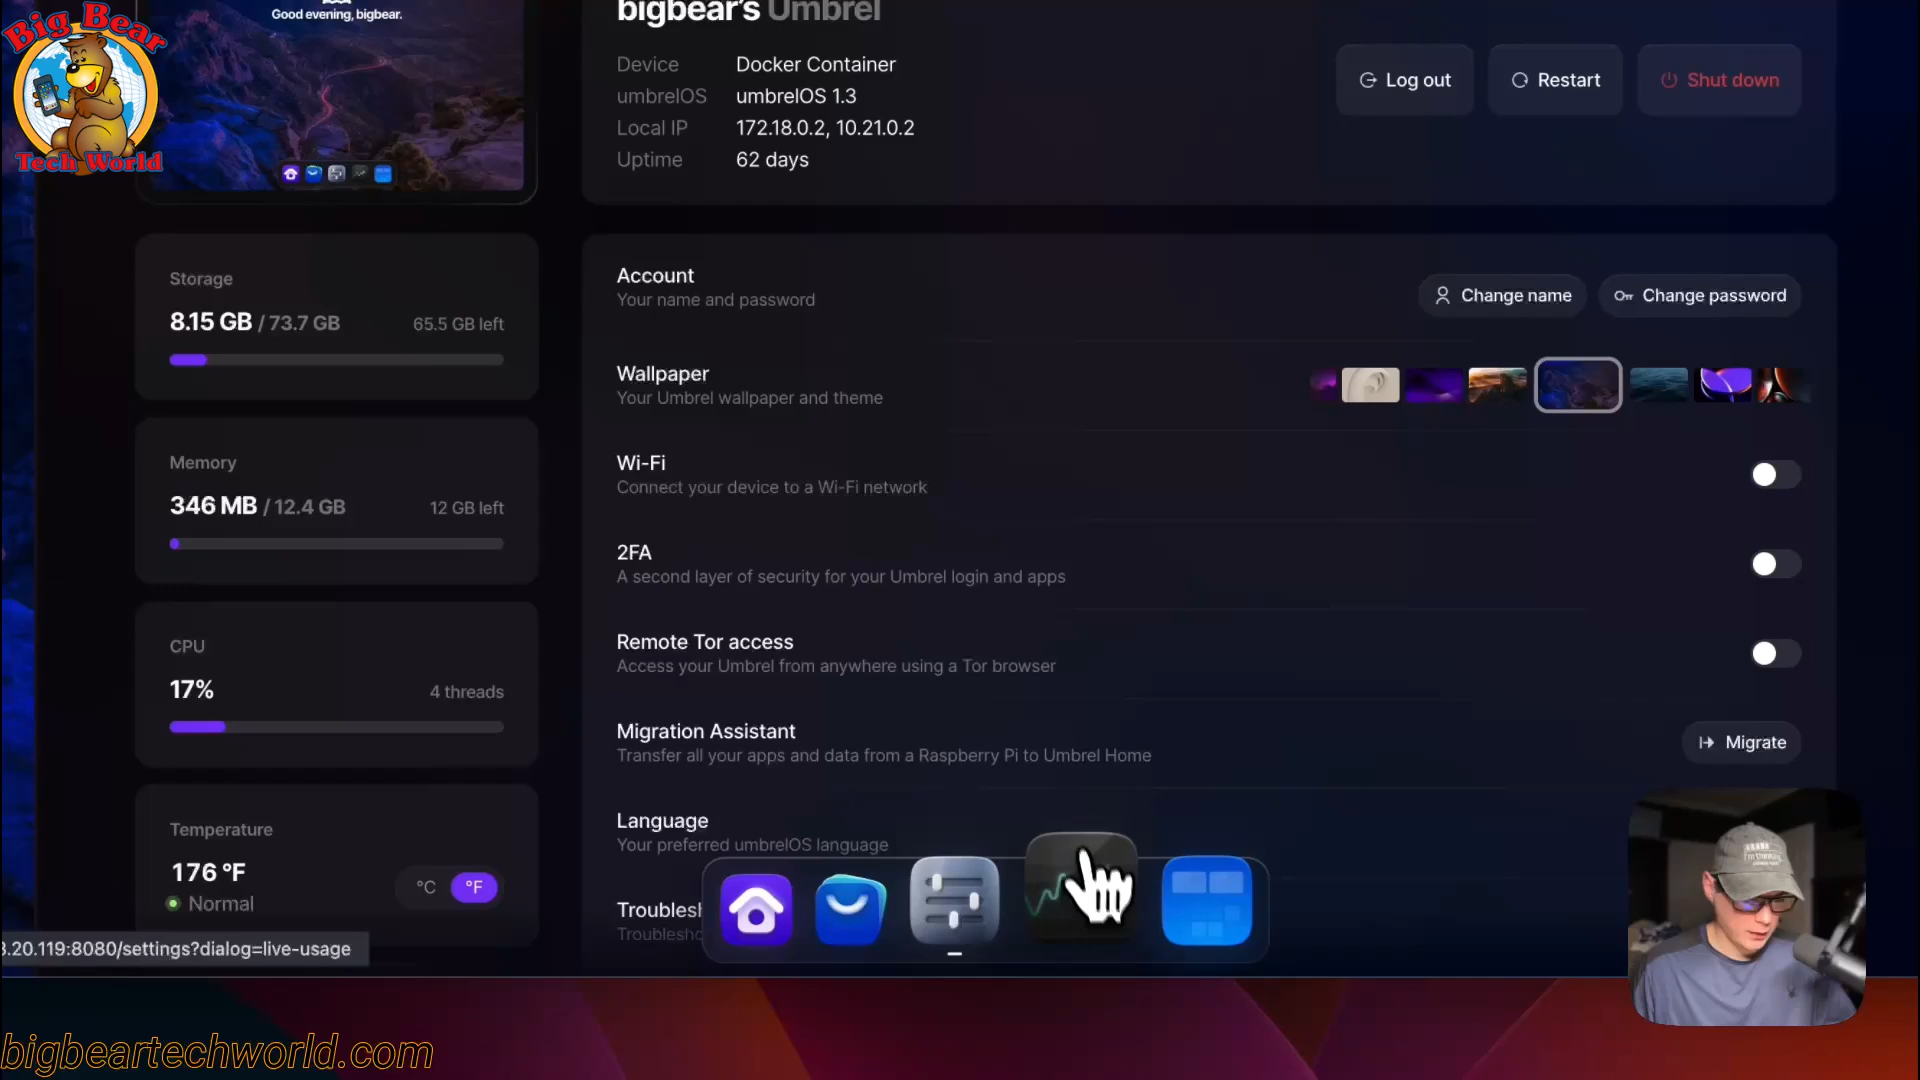 Big Bear
Tech World
Good evening, bigbear.
bigbear's Umbrel
Device Docker Container
umbrelOS umbrelOS 1.3
Local IP 172.18.0.2, 10.21.0.2
Uptime 62 days
Log out
Restart
Shut down
Storage
8.15 GB / 73.7 GB 65.5 GB left
Memory
346 MB / 12.4 GB 12 GB left
CPU
17% 4 threads
Temperature
176 °F
Normal
°C °F
Account
Your name and password
Change name
Change password
Wallpaper
Your Umbrel wallpaper and theme
Wi-Fi
Connect your device to a Wi-Fi network
2FA
A second layer of security for your Umbrel login and apps
Remote Tor access
Access your Umbrel from anywhere using a Tor browser
Migration Assistant
Transfer all your apps and data from a Raspberry Pi to Umbrel Home
Migrate
Language
Your preferred umbrelOS language
Troubles
Troublesho
3.20.119:8080/settings?dialog=live-usage
bigbeartechworld.com